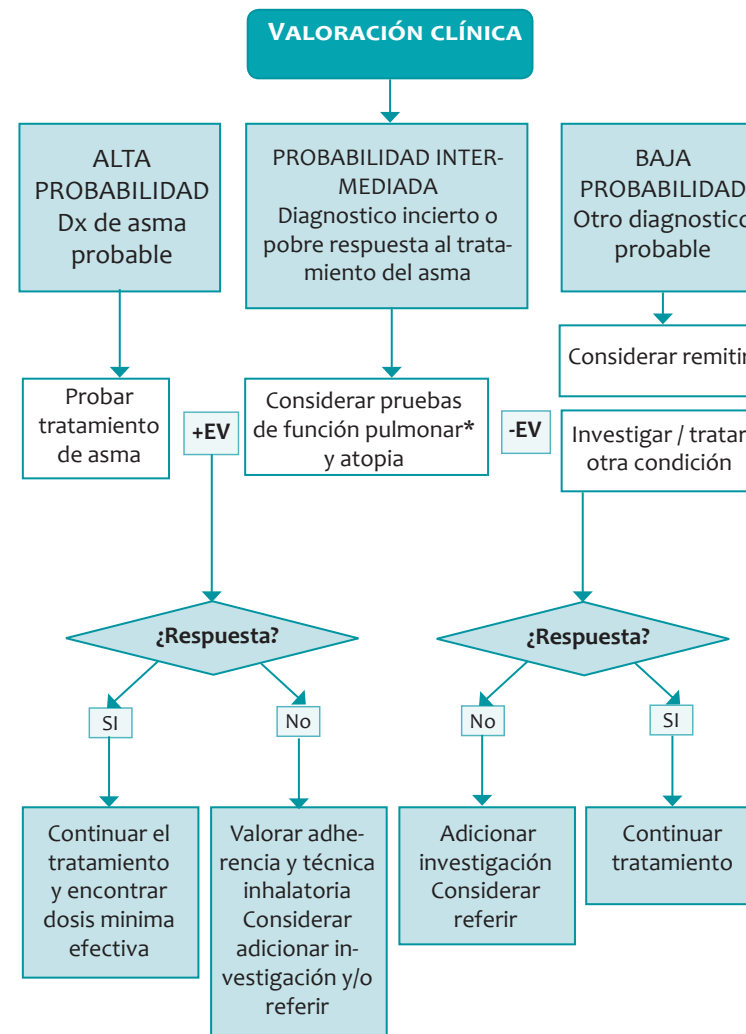 VALORACIÓN CLÍNICA
ALTA
PROBABILIDAD
Dx de asma
probable
PROBABILIDAD INTER-
MEDIADA
Diagnostico incierto o
pobre respuesta al trata-
miento del asma
BAJA
PROBABILIDAD
Otro diagnostico
probable
Considerar remitir
Probar
tratamiento
de asma
+EV
Considerar pruebas
de función pulmonar*
y atopia
-EV
Investigar / tratar
otra condición
¿Respuesta?
¿Respuesta?
SI
No
No
SI
Continuar el
tratamiento
y encontrar
dosis minima
efectiva
Valorar adhe-
rencia y técnica
inhalatoria
Considerar
adicionar in-
vestigación y/o
referir
Adicionar
investigación
Considerar
referir
Continuar
tratamiento